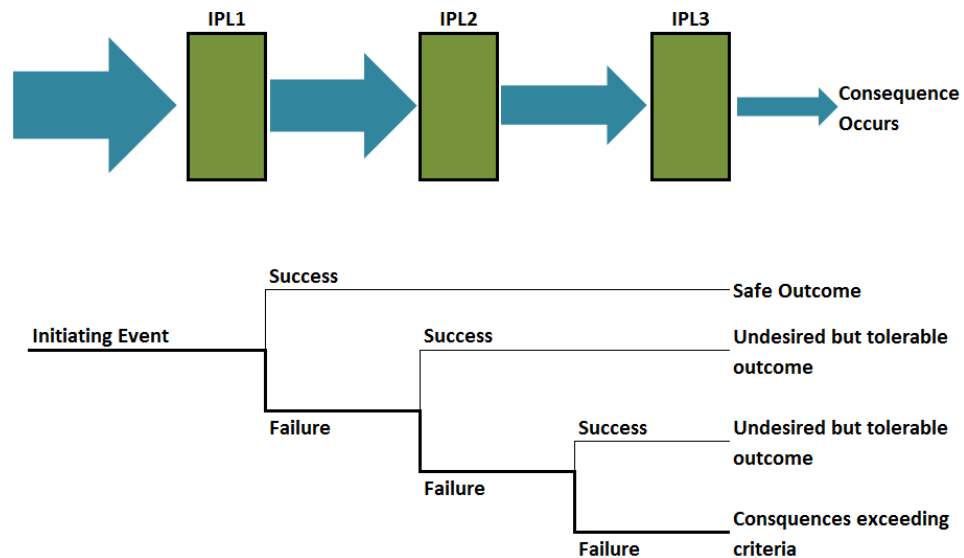 IPL1
IPL2
IPL3
Consequence
Occurs
Success
Safe Outcome
Initiating Event
Success
Undesired but tolerable
outcome
Failure
Success
Undesired but tolerable
outcome
Failure
Consquences exceeding
criteria
Failure